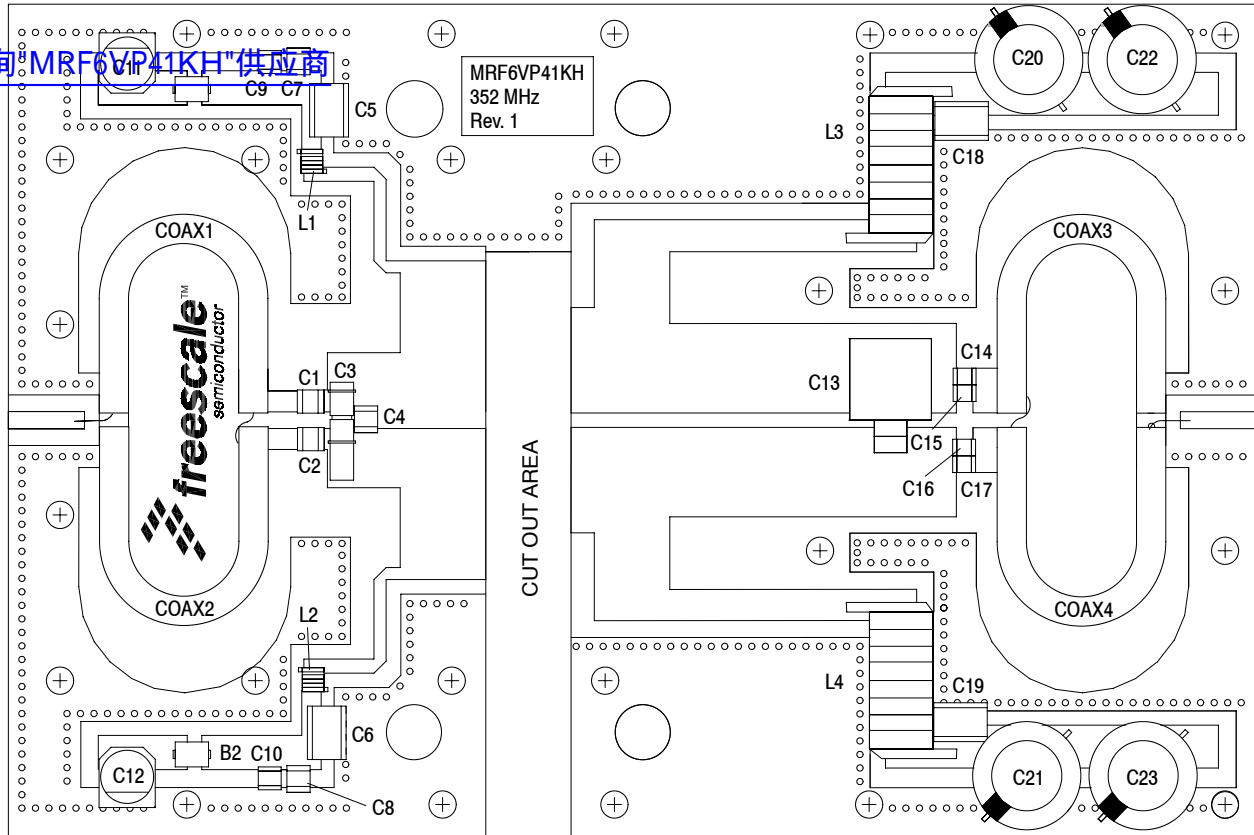 询"MRF6VP41KH"供应商
C11
C9
C7
C5
MRF6VP41KH
352 MHz
Rev. 1
C20
C22
L3
C18
L1
COAX1
COAX3
freescale™
semiconductor
C1
C3
C4
C2
C13
C14
C15
C16
C17
CUT OUT AREA
COAX2
COAX4
L2
L4
C19
B2
C10
C6
C12
C8
C21
C23